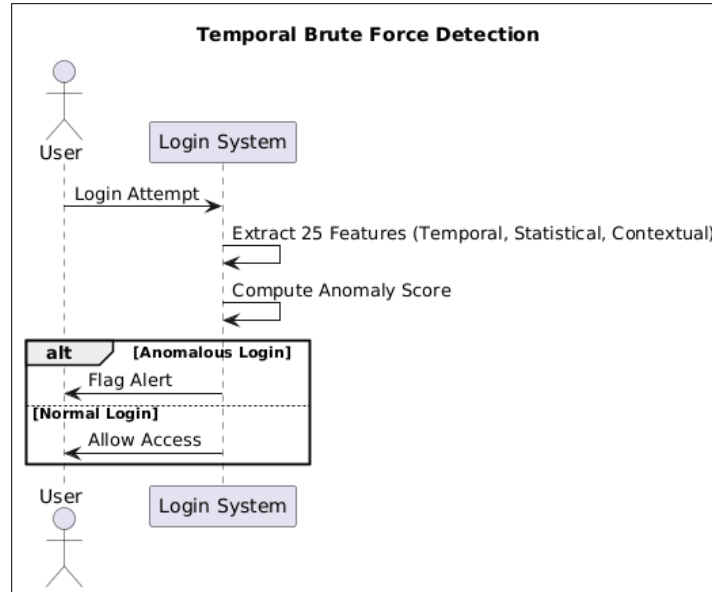 Temporal Brute Force Detection
User
Login System
Login Attempt
Extract 25 Features (Temporal, Statistical, Contextual)
Compute Anomaly Score
alt [Anomalous Login]
Flag Alert
[Normal Login]
Allow Access
User
Login System